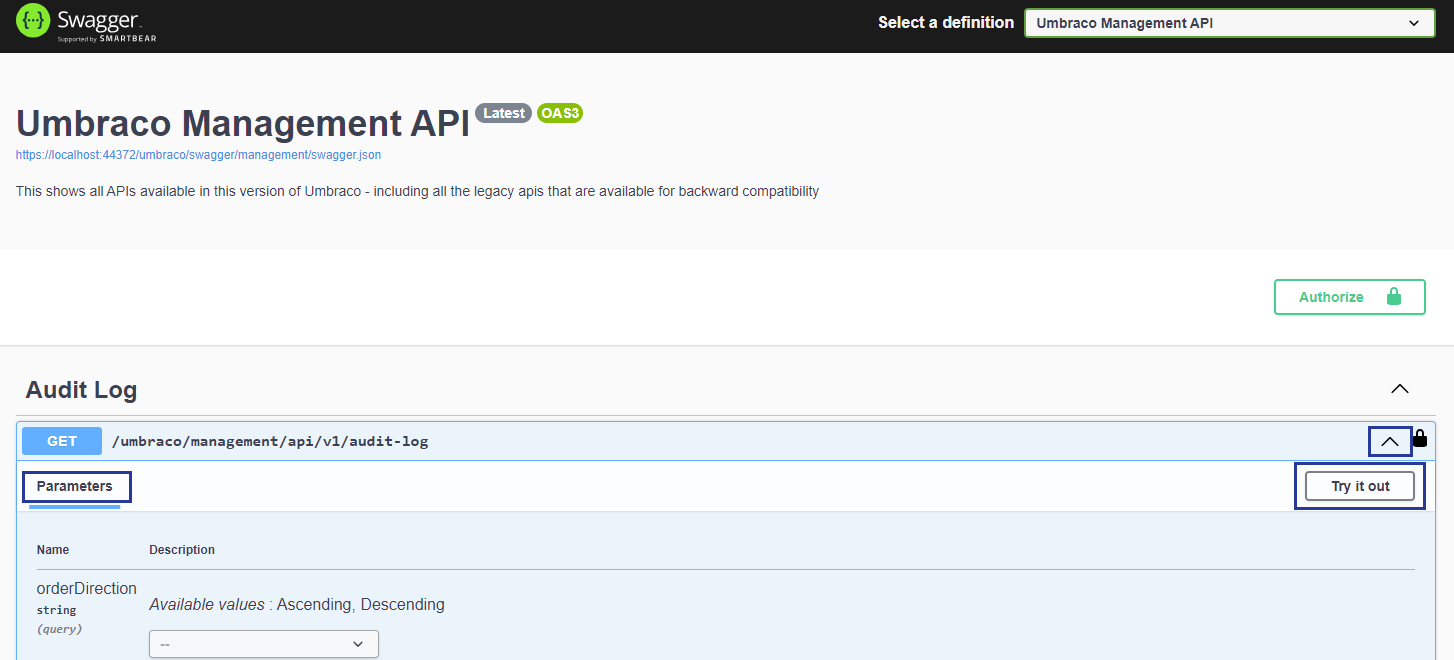 Swagger
Supported by SMARTBEAR
Select a definition
Umbraco Management API
Umbraco Management API Latest OAS3
https://localhost:44372/umbraco/swagger/management/swagger.json
This shows all APIs available in this version of Umbraco - including all the legacy apis that are available for backward compatibility
Authorize
Audit Log
GET /umbraco/management/api/v1/audit-log
Parameters
Try it out
Name Description
orderDirection
string
(query)
Available values : Ascending, Descending
--